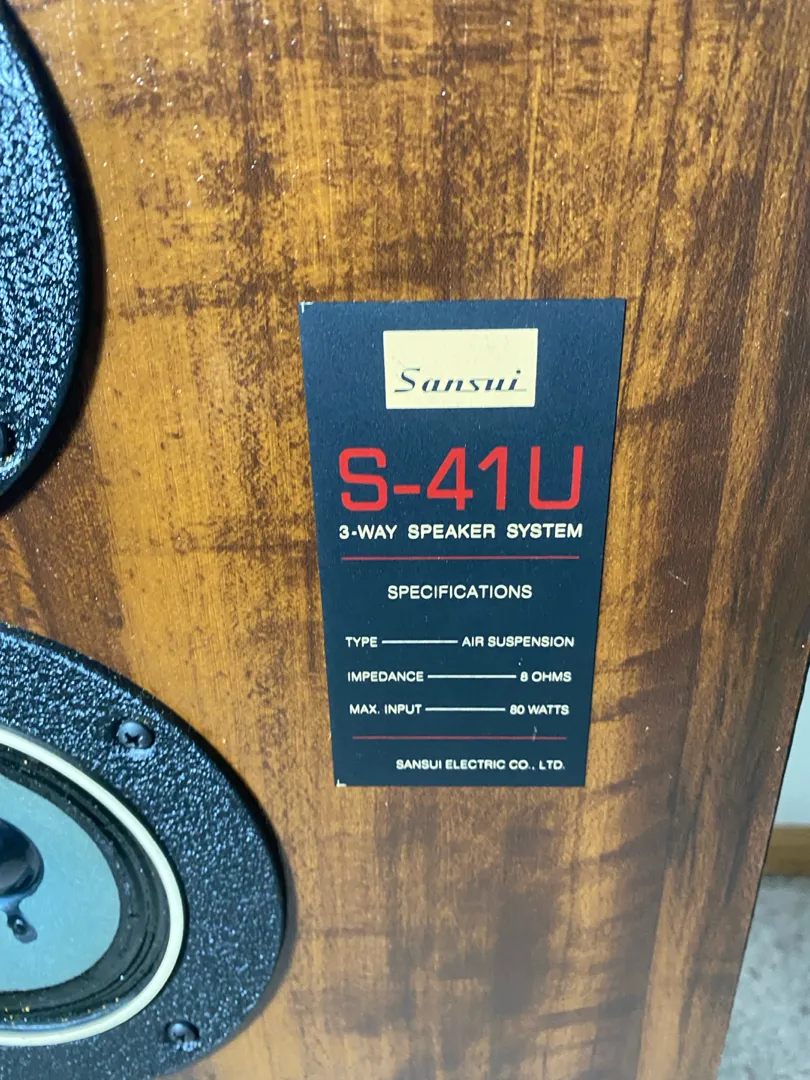 Sansui
S-41U
3-WAY SPEAKER SYSTEM
SPECIFICATIONS
TYPE AIR SUSPENSION
IMPEDANCE 8 OHMS
MAX. INPUT 80 WATTS
SANSUI ELECTRIC CO., LTD.